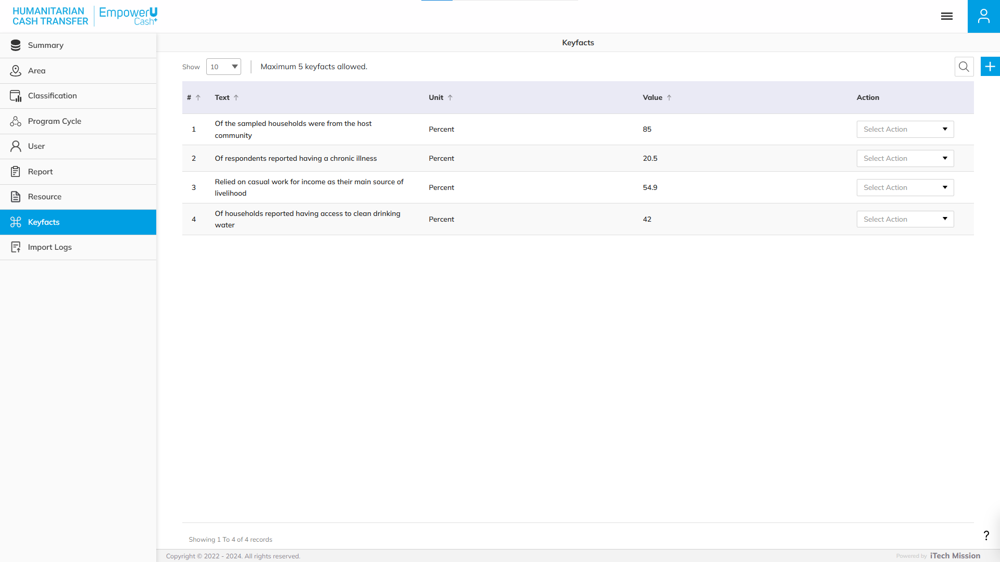 HUMANITARIAN
CASH TRANSFER
EmpowerU
Cash+
Summary
Area
Classification
Program Cycle
User
Report
Resource
Keyfacts
Import Logs
Keyfacts
Show 10 Maximum 5 keyfacts allowed.
# Text Unit Value Action
1 Of the sampled households were from the host
community Percent 85 Select Action
2 Of respondents reported having a chronic illness Percent 20.5 Select Action
3 Relied on casual work for income as their main source of
livelihood Percent 54.9 Select Action
4 Of households reported having access to clean drinking
water Percent 42 Select Action
Showing 1 To 4 of 4 records
?
Copyright © 2022 - 2024. All rights reserved. Powered by iTech Mission